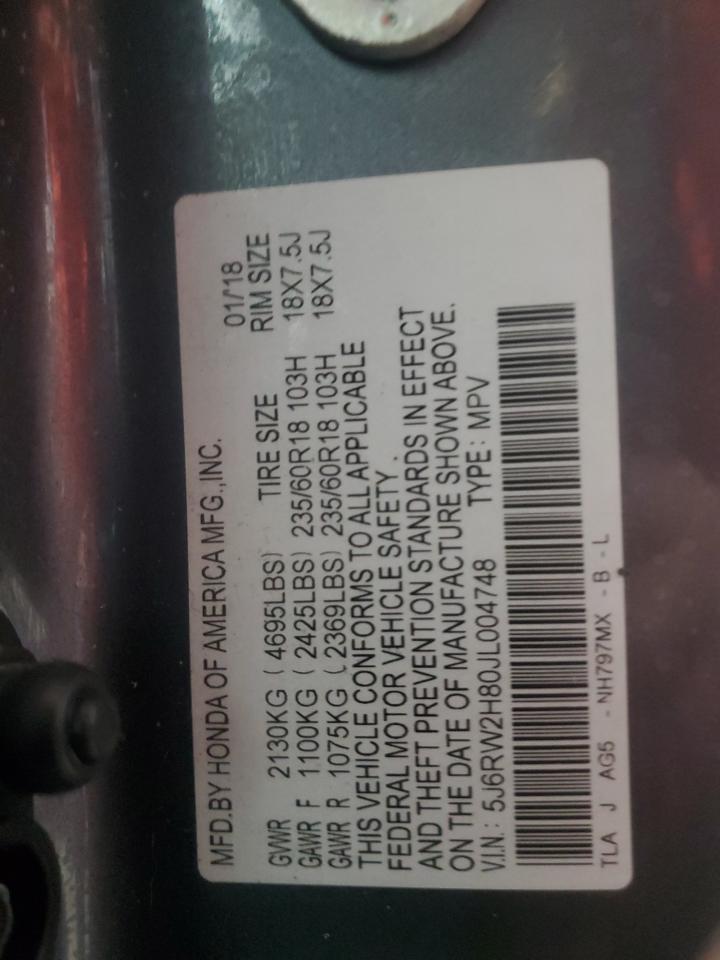 MFD.BY HONDA OF AMERICA MFG.,INC. 01/18
GVWR 2130KG ( 4695LBS) TIRE SIZE RIM SIZE
GAWR F 1100KG ( 2425LBS) 235/60R18 103H 18X7.5J
GAWR R 1075KG ( 2369LBS) 235/60R18 103H 18X7.5J
THIS VEHICLE CONFORMS TO ALL APPLICABLE
FEDERAL MOTOR VEHICLE SAFETY
AND THEFT PREVENTION STANDARDS IN EFFECT
ON THE DATE OF MANUFACTURE SHOWN ABOVE.
V.I.N.: 5J6RW2H80JL004748 TYPE: MPV
TLA J AG5 - NH797MX - B - L